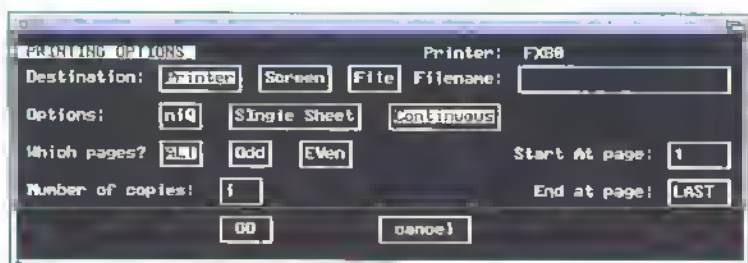 PRINTING OPTIONS Printer: FX80
Destination: Printer Screen File Filename:
Options: nlQ SIngle Sheet Continuous
Which pages? ALl Odd EVen Start At page: 1
Number of copies: 1 End at page: LAST
GO cancel